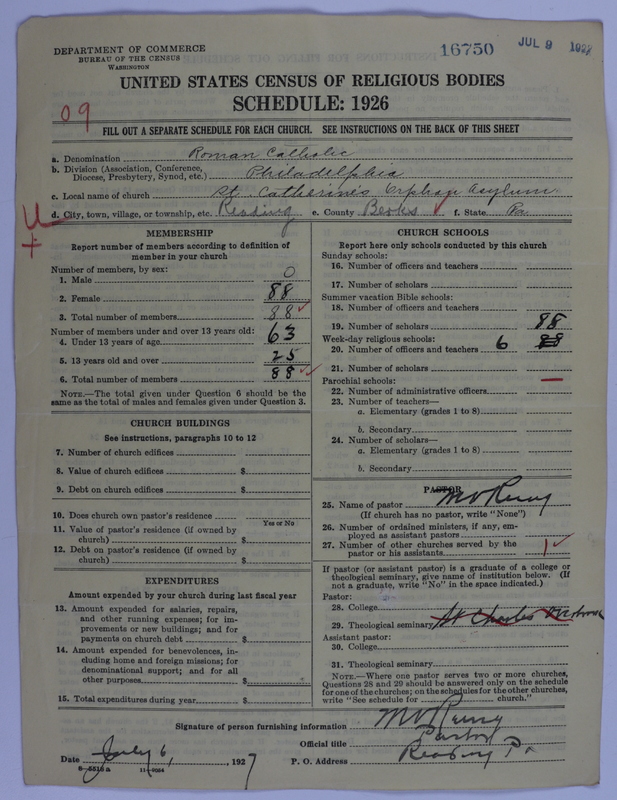 DEPARTMENT OF COMMERCE
BUREAU OF THE CENSUS
WASHINGTON
16750
JUL 9 1927
UNITED STATES CENSUS OF RELIGIOUS BODIES
SCHEDULE: 1926
09
FILL OUT A SEPARATE SCHEDULE FOR EACH CHURCH. SEE INSTRUCTIONS ON THE BACK OF THIS SHEET
a. Denomination Roman Catholic
b. Division (Association, Conference, Diocese, Presbytery, Synod, etc.) Philadelphia
c. Local name of church St. Catherine's Orphan Asylum
d. City, town, village, or township, etc. Reading e. County Berks f. State Pa
MEMBERSHIP
Report number of members according to definition of
member in your church
Number of members, by sex:
1. Male 0
2. Female 88
3. Total number of members 88
Number of members under and over 13 years old:
4. Under 13 years of age 63
5. 13 years old and over 25
6. Total number of members 88
NOTE.—The total given under Question 6 should be
same as the total of males and females given under Question 3.
CHURCH BUILDINGS
See instructions, paragraphs 10 to 12
7. Number of church edifices
8. Value of church edifices $
9. Debt on church edifices $
10. Does church own pastor's residence
Yes or No
11. Value of pastor's residence (if owned by
church) $
12. Debt on pastor's residence (if owned by
church) $
EXPENDITURES
Amount expended by your church during last fiscal year
13. Amount expended for salaries, repairs,
and other running expenses; for im-
provements or new buildings; and for
payments on church debt $
14. Amount expended for benevolences, in-
cluding home and foreign missions; for
denominational support; and for all
other purposes $
15. Total expenditures during year $
CHURCH SCHOOLS
Report here only schools conducted by this church
Sunday schools:
16. Number of officers and teachers
17. Number of scholars
Summer vacation Bible schools:
18. Number of officers and teachers
19. Number of scholars 88
Week-day religious schools:
20. Number of officers and teachers 6 88
21. Number of scholars
Parochial schools:
22. Number of administrative officers
23. Number of teachers—
a. Elementary (grades 1 to 8)
b. Secondary
24. Number of scholars—
a. Elementary (grades 1 to 8)
b. Secondary
PASTOR
25. Name of pastor
(If church has no pastor, write "None")
26. Number of ordained ministers, if any, em-
ployed as assistant pastors
27. Number of other churches served by the
pastor or his assistants 1
If pastor (or assistant pastor) is a graduate of a college or
theological seminary, give name of institution below. (If
not a graduate, write "No" in the space indicated.)
Pastor:
28. College
29. Theological seminary St Charles
Assistant pastor:
30. College
31. Theological seminary
NOTE.—Where one pastor serves two or more churches,
Questions 28 and 29 should be answered only on the schedule
for one of the churches; on the schedules for the other churches,
write "See schedule for church."
Signature of person furnishing information
Official title Pastor
Date July 6, 1927 P. O. Address Reading Pa
8-5515a 11-9064